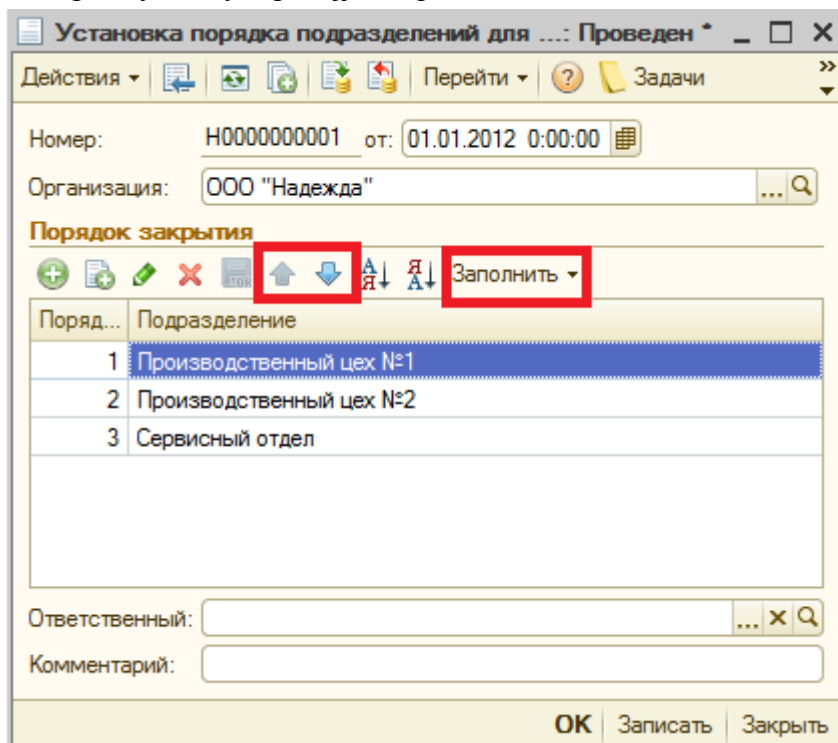 Установка порядка подразделений для ...: Проведен *
Действия Перейти Задачи
Номер: Н0000000001 от: 01.01.2012 0:00:00
Организация: ООО "Надежда" ...
Порядок закрытия
Заполнить
Поряд... Подразделение
1 Производственный цех №1
2 Производственный цех №2
3 Сервисный отдел
Ответственный: ...
Комментарий:
OK Записать Закрыть